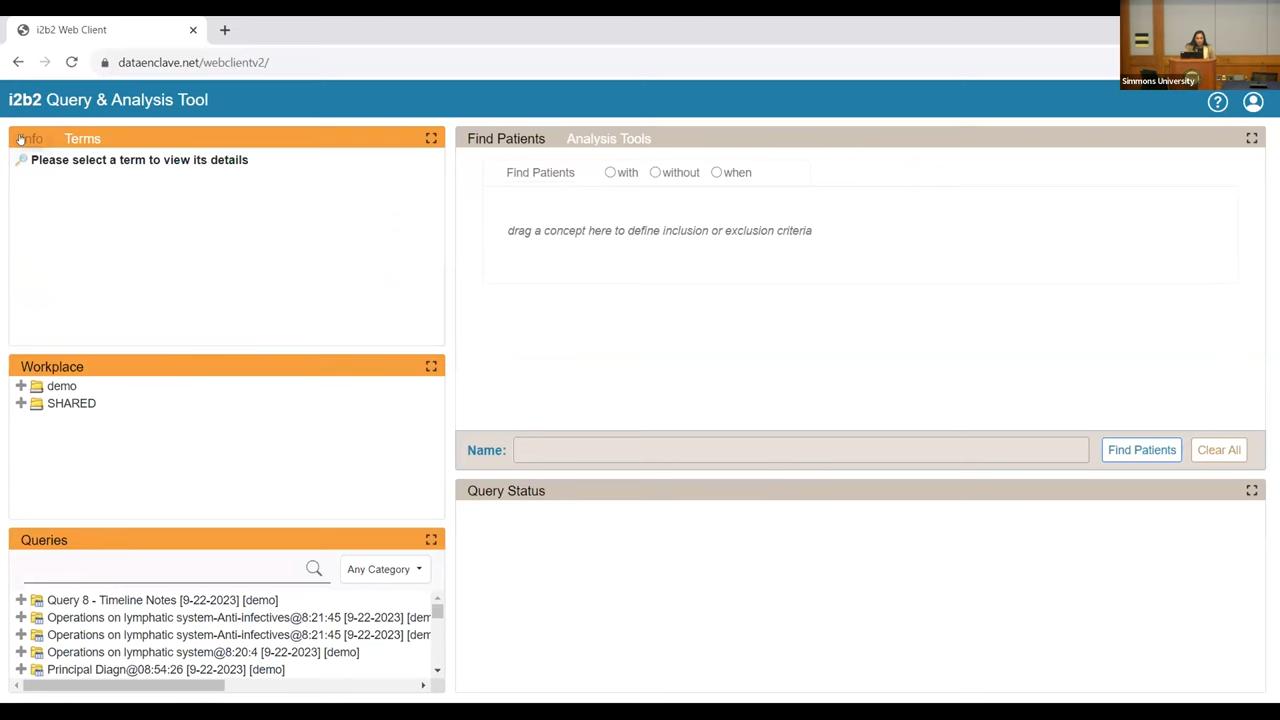 i2b2 Web Client
dataenclave.net/webclientv2/
Simmons University
i2b2 Query & Analysis Tool
Info Terms
Find Patients Analysis Tools
Please select a term to view its details
Find Patients with without when
drag a concept here to define inclusion or exclusion criteria
Workplace
demo
SHARED
Name: Find Patients Clear All
Query Status
Queries
Any Category
Query 8 - Timeline Notes [9-22-2023] [demo]
Operations on lymphatic system-Anti-infectives@8:21:45 [9-22-2023] [dem
Operations on lymphatic system-Anti-infectives@8:21:45 [9-22-2023] [dem
Operations on lymphatic system@8:20:4 [9-22-2023] [demo]
Principal Diagn@08:54:26 [9-22-2023] [demo]